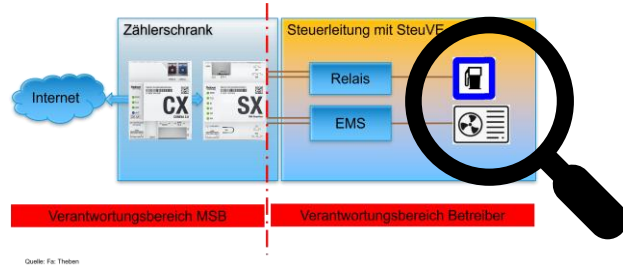 Zählerschrank
Steuerleitung mit SteuVE
Internet
CX
SX
Relais
EMS
Verantwortungsbereich MSB
Verantwortungsbereich Betreiber
Quelle: Fa: Theben